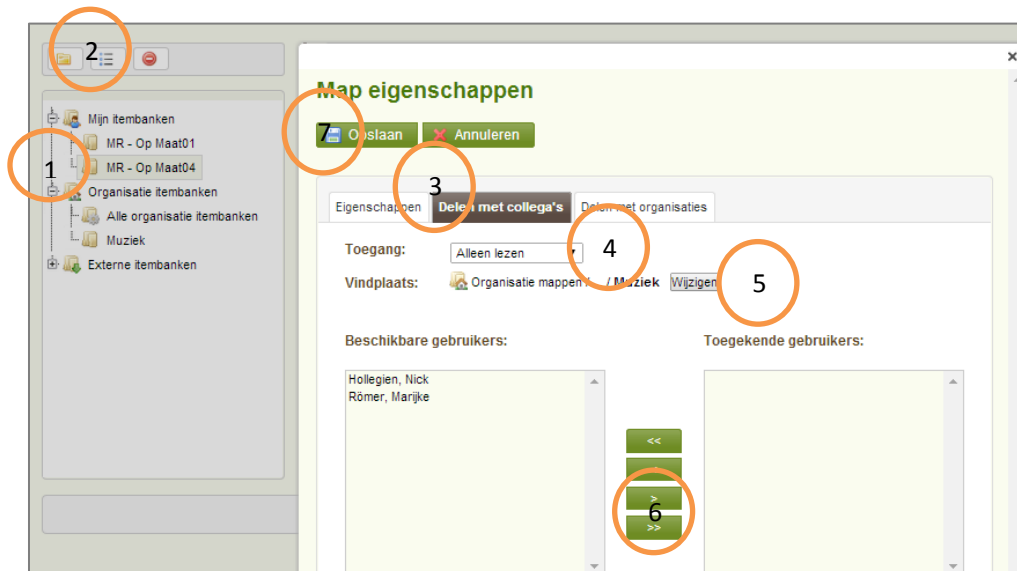 2
×
Map eigenschappen
Mijn itembanken
7 Opslaan Annuleren
MR - Op Maat01
1 MR - Op Maat04
3
Organisatie itembanken
Eigenschappen Delen met collega's Delen met organisaties
Alle organisatie itembanken
Muziek
Toegang: Alleen lezen 4
Externe itembanken
Vindplaats: Organisatie mappen / / Muziek Wijzigen 5
Beschikbare gebruikers: Toegekende gebruikers:
Hollegien, Nick
Römer, Marijke
<<
>
6
>>